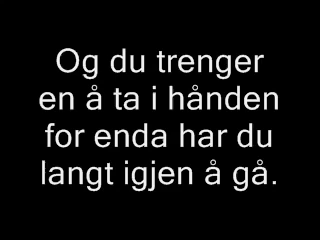 Og du trenger
en å ta i hånden
for enda har du
langt igjen å gå.